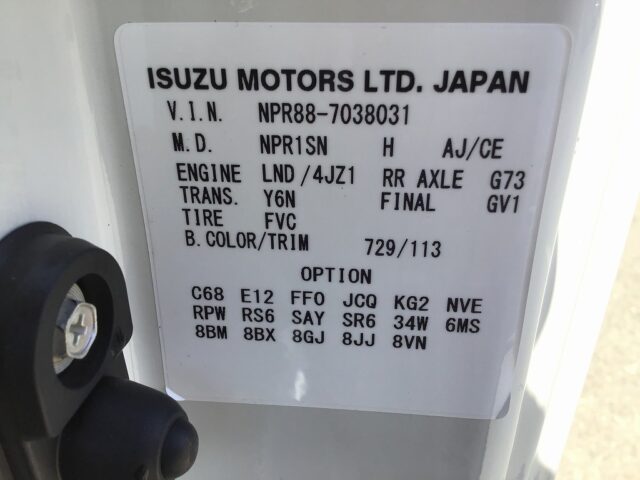 ISUZU MOTORS LTD. JAPAN
V.I.N. NPR88-7038031
M.D. NPR1SN H AJ/CE
ENGINE LND/4JZ1 RR AXLE G73
TRANS. Y6N FINAL GV1
TIRE FVC
B.COLOR/TRIM 729/113
OPTION
C68 E12 FF0 JCQ KG2 NVE
RPW RS6 SAY SR6 34W 6MS
8BM 8BX 8GJ 8JJ 8VN